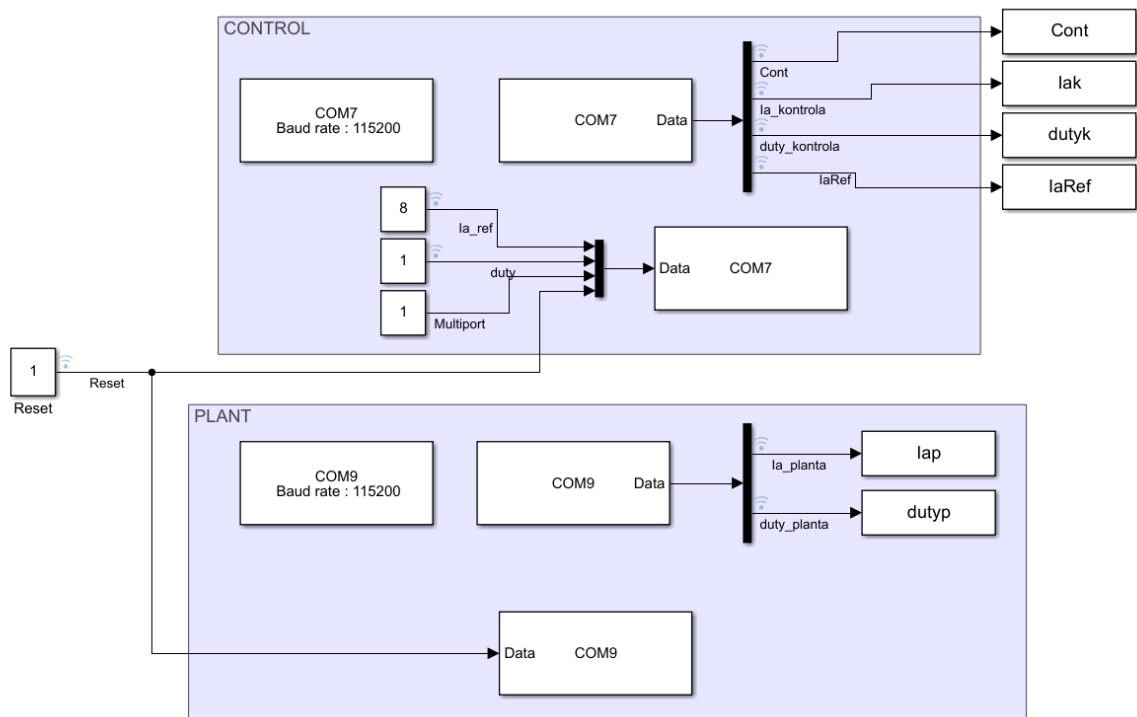 CONTROL
COM7
Baud rate : 115200
COM7
Data
Cont
Ia_kontrola
duty_kontrola
IaRef
Cont
Iak
dutyk
IaRef
8
Ia_ref
1
duty
1
Multiport
Data
COM7
1
Reset
Reset
PLANT
COM9
Baud rate : 115200
COM9
Data
Ia_planta
duty_planta
Iap
dutyp
Data
COM9